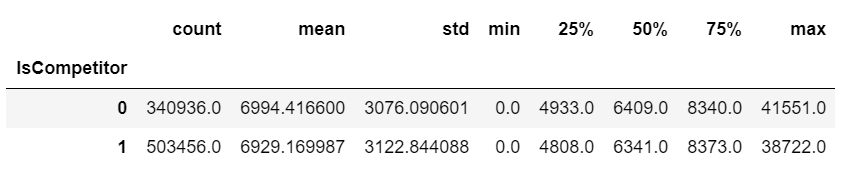 count mean std min 25% 50% 75% max
IsCompetitor
0 340936.0 6994.416600 3076.090601 0.0 4933.0 6409.0 8340.0 41551.0
1 503456.0 6929.169987 3122.844088 0.0 4808.0 6341.0 8373.0 38722.0